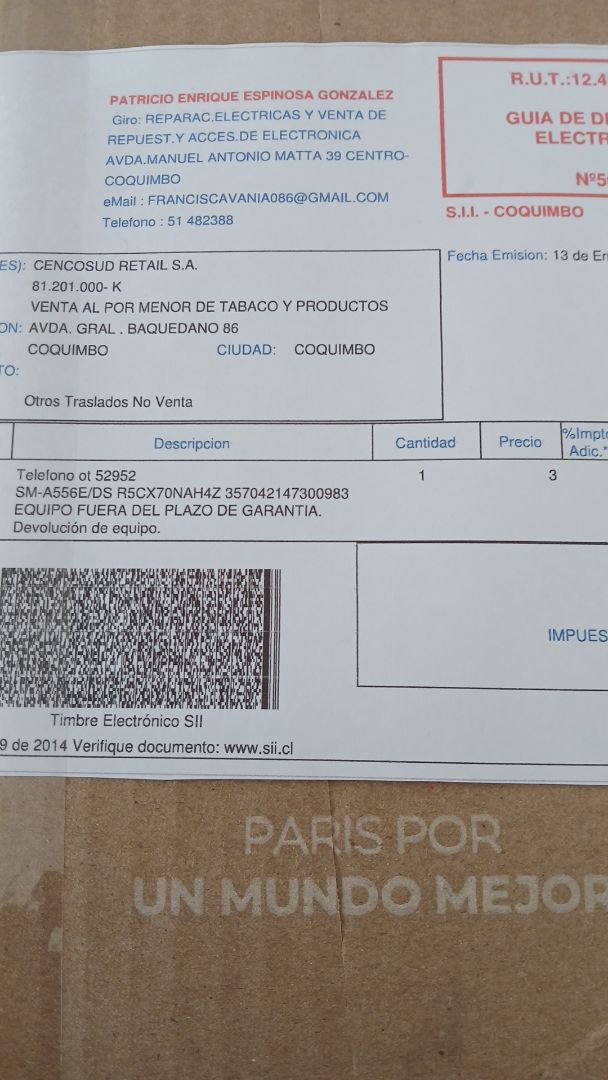 PATRICIO ENRIQUE ESPINOSA GONZALEZ
Giro: REPARAC.ELECTRICAS Y VENTA DE
REPUEST.Y ACCES.DE ELECTRONICA
AVDA.MANUEL ANTONIO MATTA 39 CENTRO-
COQUIMBO
eMail : FRANCISCAVANIA086@GMAIL.COM
Telefono : 51 482388
R.U.T.:12.4
GUIA DE DE
ELECTR
Nº5
S.I.I. - COQUIMBO
Fecha Emision: 13 de En
ES): CENCOSUD RETAIL S.A.
81.201.000- K
VENTA AL POR MENOR DE TABACO Y PRODUCTOS
ON: AVDA. GRAL . BAQUEDANO 86
COQUIMBO CIUDAD: COQUIMBO
TO:
Otros Traslados No Venta
Descripcion Cantidad Precio %Impto
Adic.*
Telefono ot 52952 1 3
SM-A556E/DS R5CX70NAH4Z 357042147300983
EQUIPO FUERA DEL PLAZO DE GARANTIA.
Devolución de equipo.
IMPUES
Timbre Electrónico SII
9 de 2014 Verifique documento: www.sii.cl
PARIS POR
UN MUNDO MEJOR